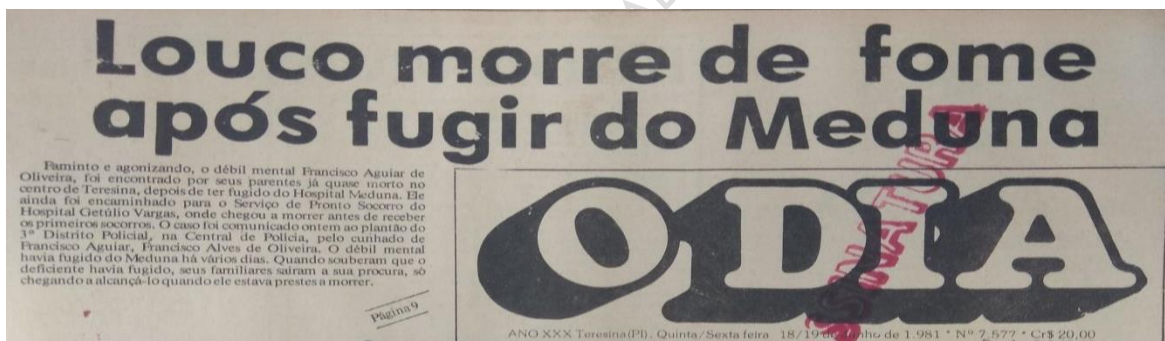 Louco morre de fome
após fugir do Meduna
Faminto e agonizando, o débil mental Francisco Aguiar de
Oliveira, foi encontrado por seus parentes já quase morto no
centro de Teresina, depois de ter fugido do Hospital Meduna. Ele
ainda foi encaminhado para o Serviço de Pronto Socorro do
Hospital Getúlio Vargas, onde chegou a morrer antes de receber
os primeiros socorros. O caso foi comunicado ontem ao plantão do
3º Distrito Policial, na Central de Polícia, pelo cunhado de
Francisco Aguiar, Francisco Alves de Oliveira. O débil mental
havia fugido do Meduna há vários dias. Quando souberam que o
deficiente havia fugido, seus familiares saíram a sua procura, só
chegando a alcançá-lo quando ele estava prestes a morrer.
Página 9
O DIA
ANO XXX Teresina (PI), Quinta/Sexta feira 18/19 de Junho de 1.981 * Nº 7.577 * Cr$ 20,00